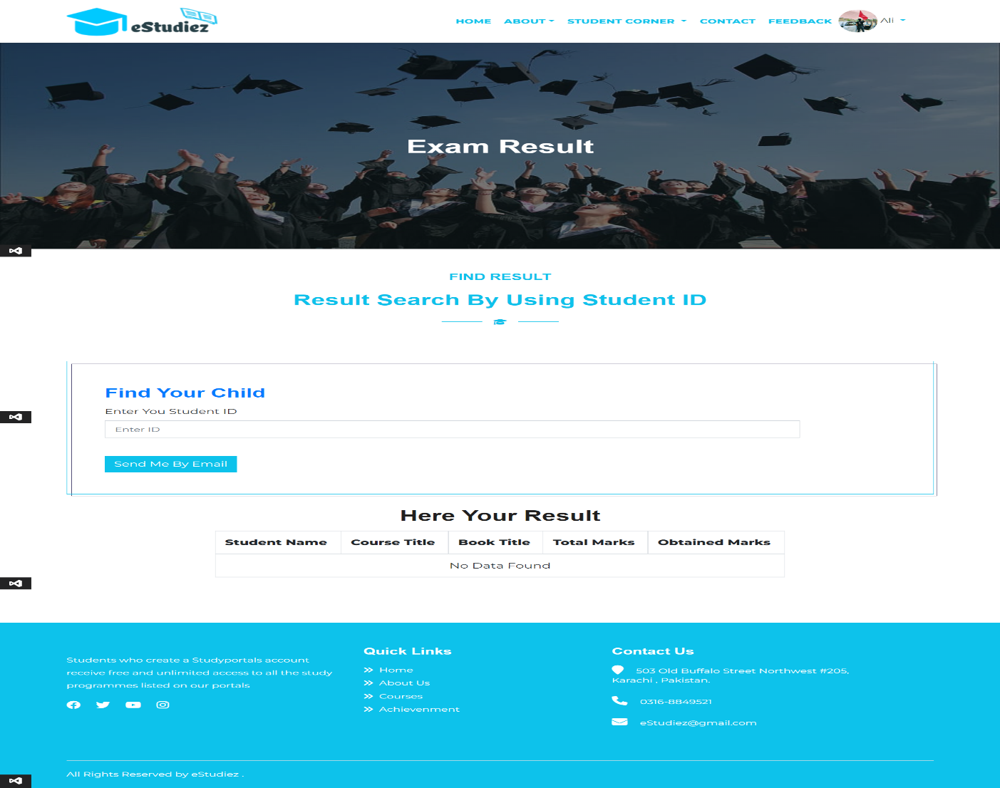 eStudiez
HOME ABOUT STUDENT CORNER CONTACT FEEDBACK Ali
Exam Result
FIND RESULT
Result Search By Using Student ID
Find Your Child
Enter You Student ID
Enter ID
Send Me By Email
Here Your Result
Student Name Course Title Book Title Total Marks Obtained Marks
No Data Found
Students who create a Studyportals account
receive free and unlimited access to all the study
programmes listed on our portals
Quick Links
Home
About Us
Courses
Achievenment
Contact Us
503 Old Buffalo Street Northwest #205,
Karachi , Pakistan.
0316-8849521
eStudiez@gmail.com
All Rights Reserved by eStudiez .